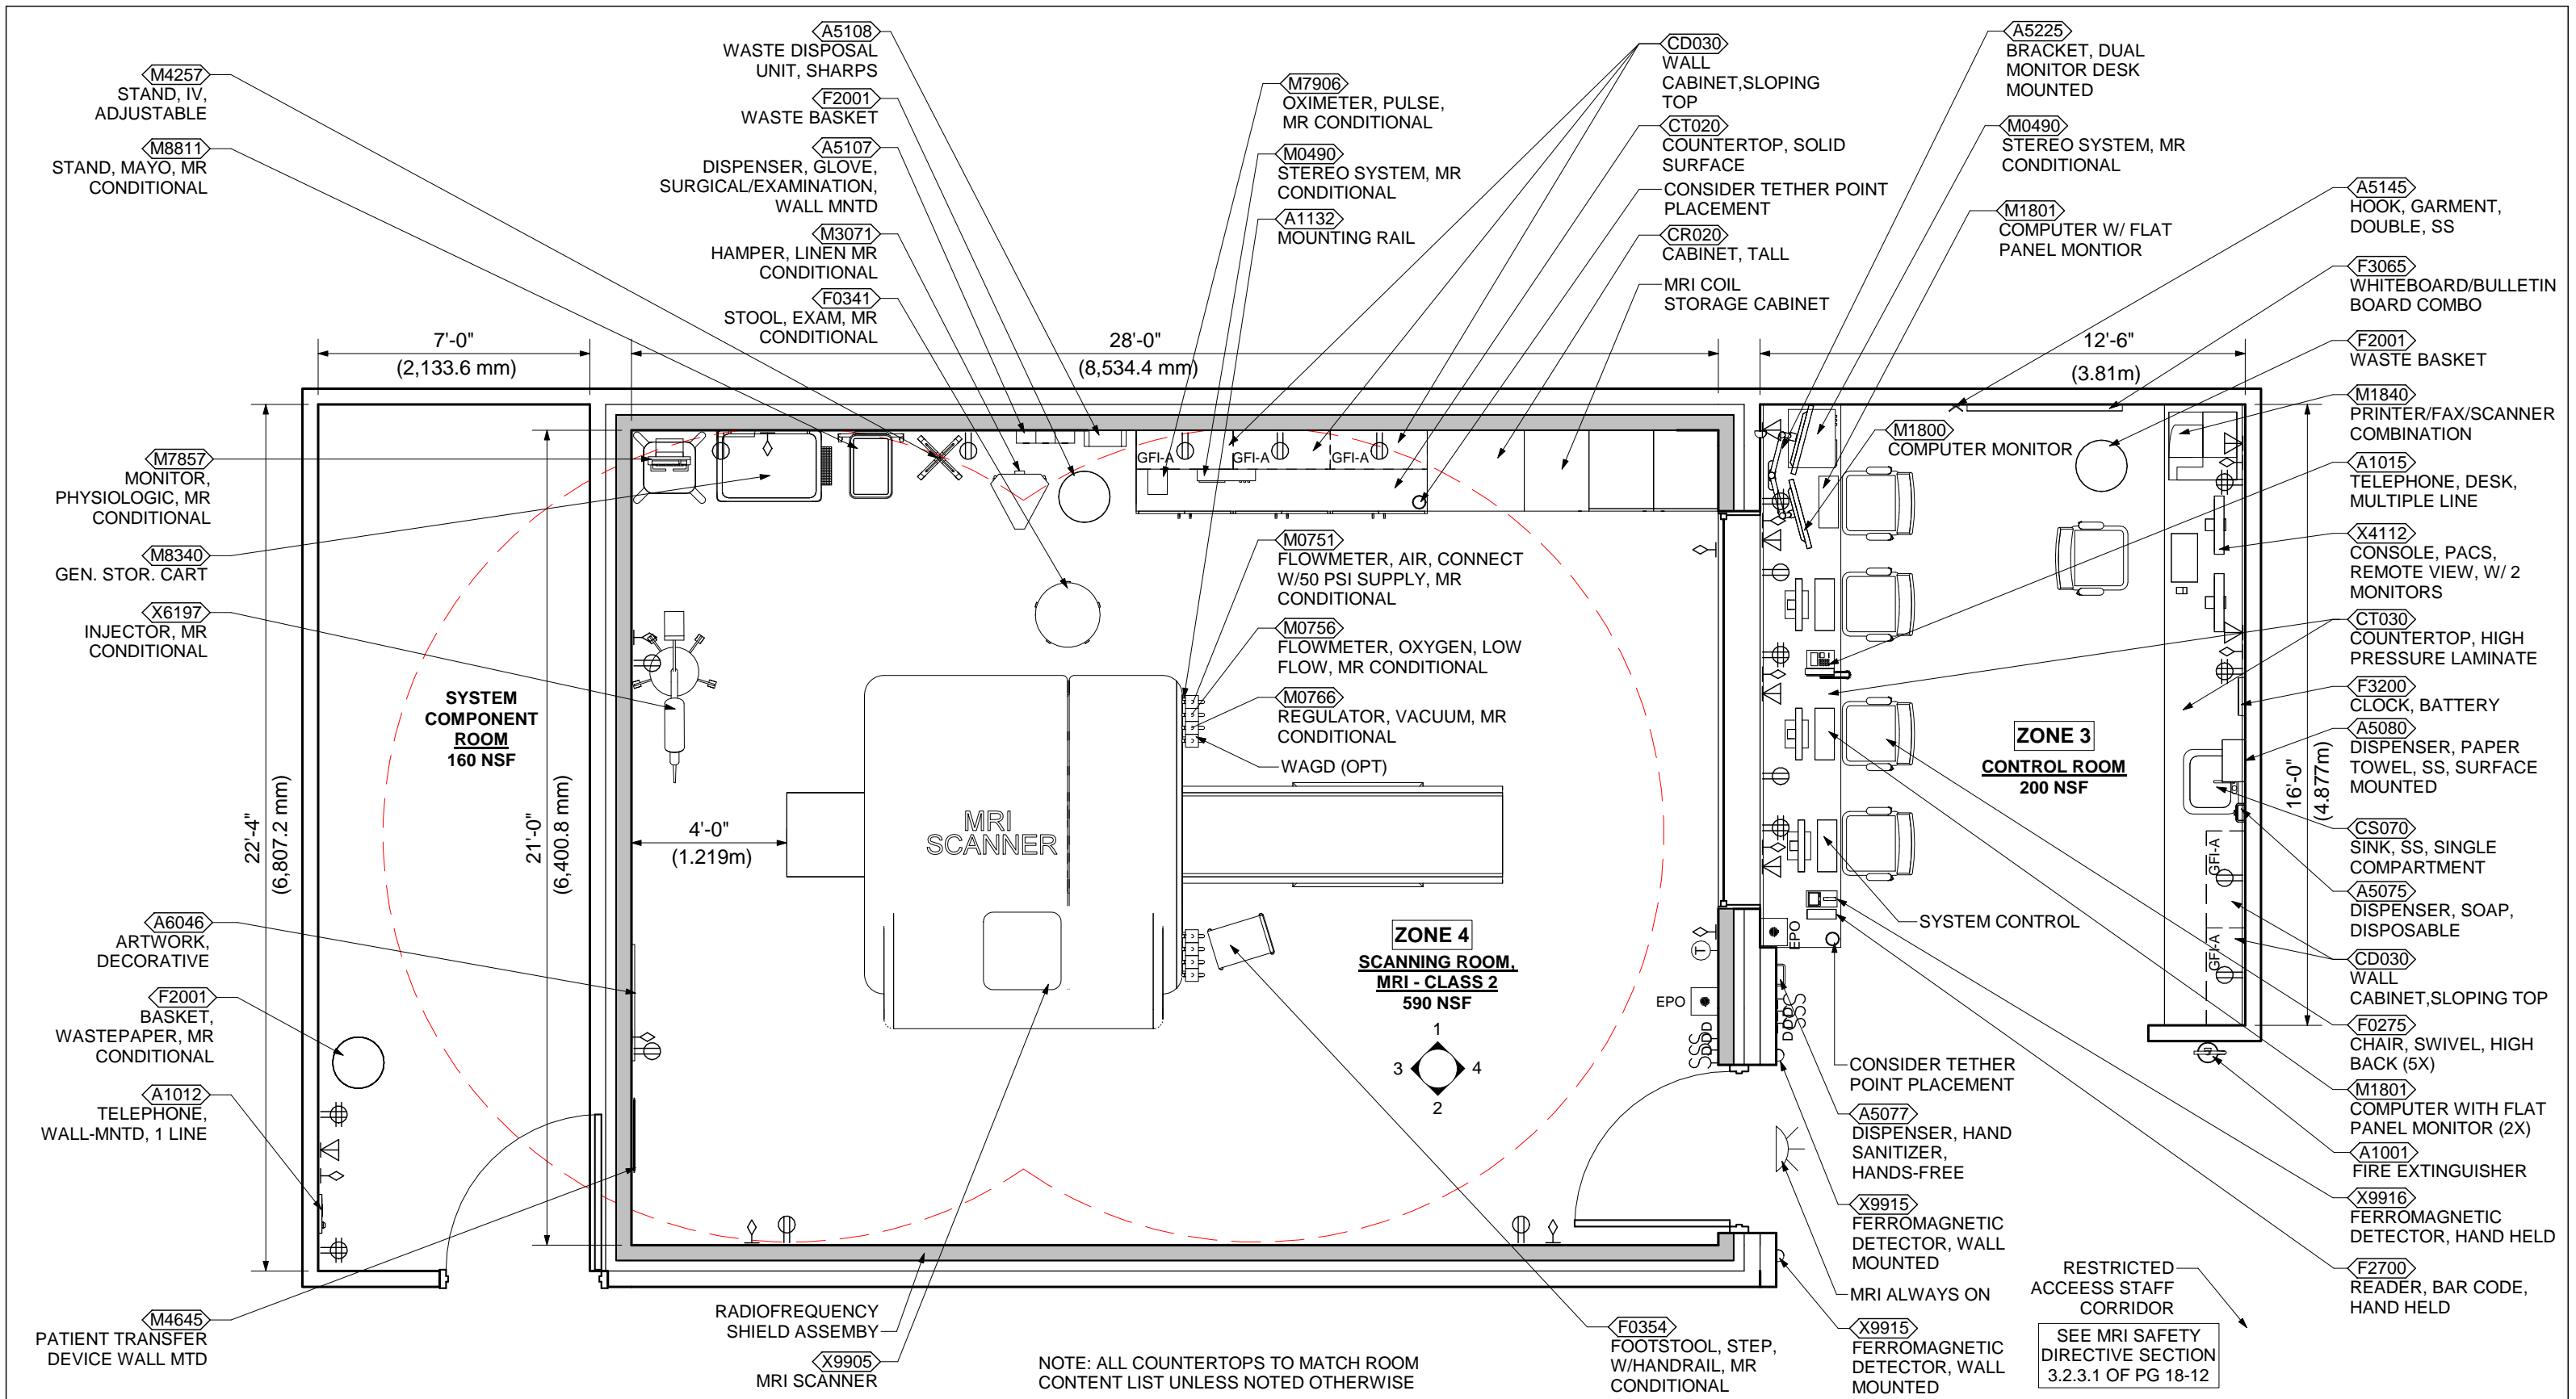 A5108
WASTE DISPOSAL
UNIT, SHARPS
F2001
WASTE BASKET
A5107
DISPENSER, GLOVE,
SURGICAL/EXAMINATION,
WALL MNTD
M3071
HAMPER, LINEN MR
CONDITIONAL
F0341
STOOL, EXAM, MR
CONDITIONAL
M4257
STAND, IV,
ADJUSTABLE
M8811
STAND, MAYO, MR
CONDITIONAL
M7906
OXIMETER, PULSE,
MR CONDITIONAL
M0490
STEREO SYSTEM, MR
CONDITIONAL
A1132
MOUNTING RAIL
CD030
WALL
CABINET,SLOPING
TOP
CT020
COUNTERTOP, SOLID
SURFACE
CONSIDER TETHER POINT
PLACEMENT
CR020
CABINET, TALL
MRI COIL
STORAGE CABINET
A5225
BRACKET, DUAL
MONITOR DESK
MOUNTED
M0490
STEREO SYSTEM, MR
CONDITIONAL
M1801
COMPUTER W/ FLAT
PANEL MONTIOR
A5145
HOOK, GARMENT,
DOUBLE, SS
F3065
WHITEBOARD/BULLETIN
BOARD COMBO
F2001
WASTE BASKET
M1840
PRINTER/FAX/SCANNER
COMBINATION
A1015
TELEPHONE, DESK,
MULTIPLE LINE
X4112
CONSOLE, PACS,
REMOTE VIEW, W/ 2
MONITORS
CT030
COUNTERTOP, HIGH
PRESSURE LAMINATE
F3200
CLOCK, BATTERY
A5080
DISPENSER, PAPER
TOWEL, SS, SURFACE
MOUNTED
CS070
SINK, SS, SINGLE
COMPARTMENT
A5075
DISPENSER, SOAP,
DISPOSABLE
CD030
WALL
CABINET,SLOPING TOP
F0275
CHAIR, SWIVEL, HIGH
BACK (5X)
M1801
COMPUTER WITH FLAT
PANEL MONITOR (2X)
A1001
FIRE EXTINGUISHER
X9916
FERROMAGNETIC
DETECTOR, HAND HELD
F2700
READER, BAR CODE,
HAND HELD
7'-0"
(2,133.6 mm)
28'-0"
(8,534.4 mm)
12'-6"
(3.81m)
M7857
MONITOR,
PHYSIOLOGIC, MR
CONDITIONAL
M8340
GEN. STOR. CART
X6197
INJECTOR, MR
CONDITIONAL
A6046
ARTWORK,
DECORATIVE
F2001
BASKET,
WASTEPAPER, MR
CONDITIONAL
A1012
TELEPHONE,
WALL-MNTD, 1 LINE
M4645
PATIENT TRANSFER
DEVICE WALL MTD
SYSTEM
COMPONENT
ROOM
160 NSF
22'-4"
(6,807.2 mm)
21'-0"
(6,400.8 mm)
4'-0"
(1.219m)
MRI
SCANNER
GFI-A
GFI-A
GFI-A
M0751
FLOWMETER, AIR, CONNECT
W/50 PSI SUPPLY, MR
CONDITIONAL
M0756
FLOWMETER, OXYGEN, LOW
FLOW, MR CONDITIONAL
M0766
REGULATOR, VACUUM, MR
CONDITIONAL
WAGD (OPT)
ZONE 4
SCANNING ROOM,
MRI - CLASS 2
590 NSF
1
3
4
2
T
EPO
DDD
EPO
DDD
M1800
COMPUTER MONITOR
ZONE 3
CONTROL ROOM
200 NSF
16'-0"
(4.877m)
GFI-A
GFI-A
SYSTEM CONTROL
CONSIDER TETHER
POINT PLACEMENT
A5077
DISPENSER, HAND
SANITIZER,
HANDS-FREE
X9915
FERROMAGNETIC
DETECTOR, WALL
MOUNTED
MRI ALWAYS ON
X9915
FERROMAGNETIC
DETECTOR, WALL
MOUNTED
RESTRICTED
ACCEESS STAFF
CORRIDOR
SEE MRI SAFETY
DIRECTIVE SECTION
3.2.3.1 OF PG 18-12
RADIOFREQUENCY
SHIELD ASSEMBY
X9905
MRI SCANNER
NOTE: ALL COUNTERTOPS TO MATCH ROOM
CONTENT LIST UNLESS NOTED OTHERWISE
F0354
FOOTSTOOL, STEP,
W/HANDRAIL, MR
CONDITIONAL